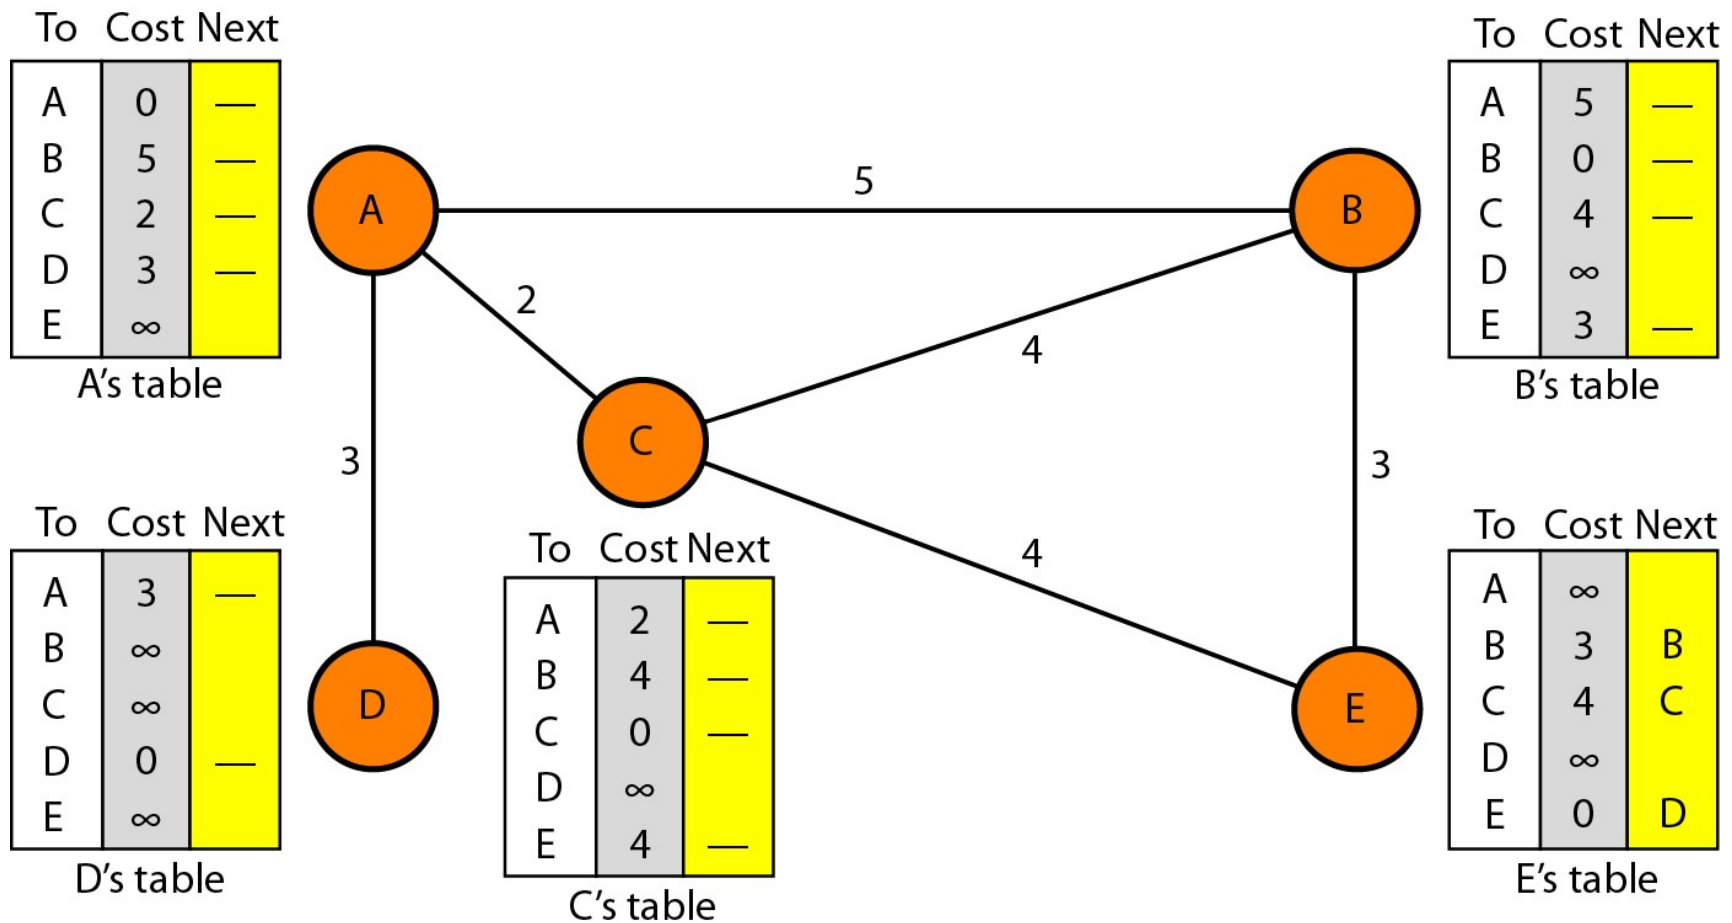 To Cost Next
A 0 —
B 5 —
C 2 —
D 3 —
E ∞
A's table
To Cost Next
A 5 —
B 0 —
C 4 —
D ∞
E 3 —
B's table
A
5
B
2
4
C
3
3
4
D
E
To Cost Next
A 3 —
B ∞
C ∞
D 0 —
E ∞
D's table
To Cost Next
A 2 —
B 4 —
C 0 —
D ∞
E 4 —
C's table
To Cost Next
A ∞
B 3 B
C 4 C
D ∞
E 0 D
E's table